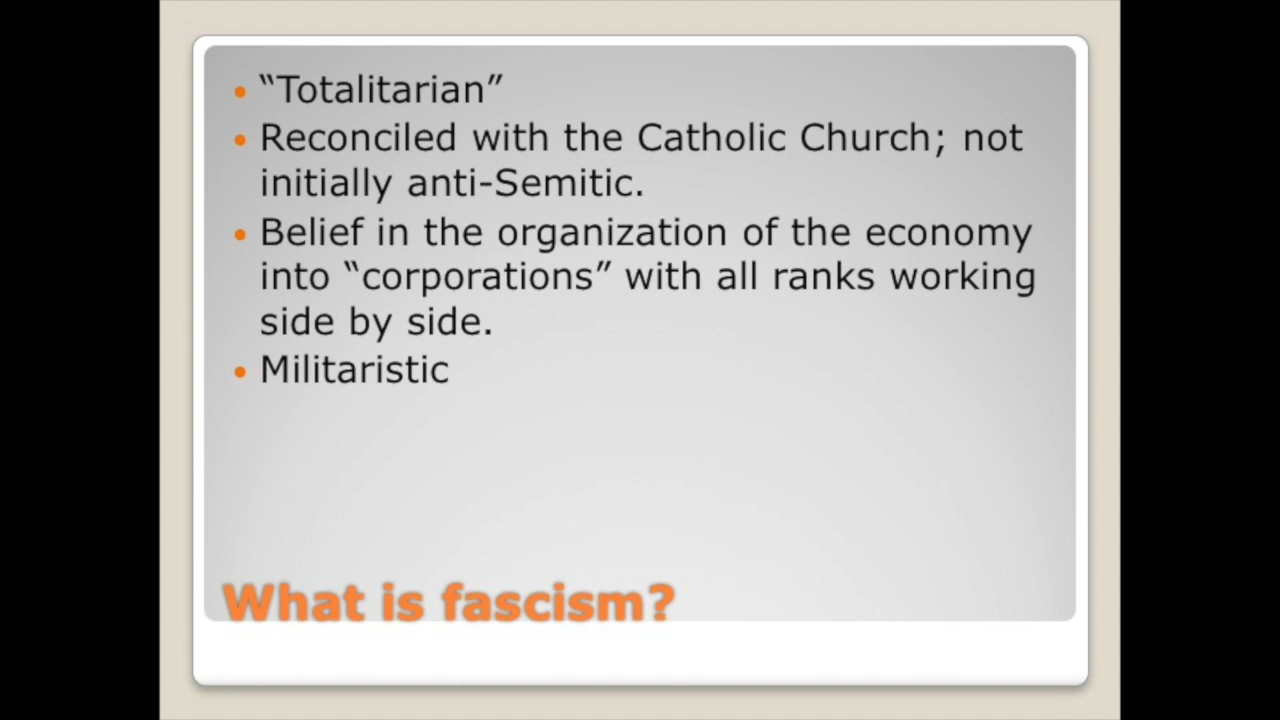 • “Totalitarian”
• Reconciled with the Catholic Church; not
initially anti-Semitic.
• Belief in the organization of the economy
into “corporations” with all ranks working
side by side.
• Militaristic
What is fascism?